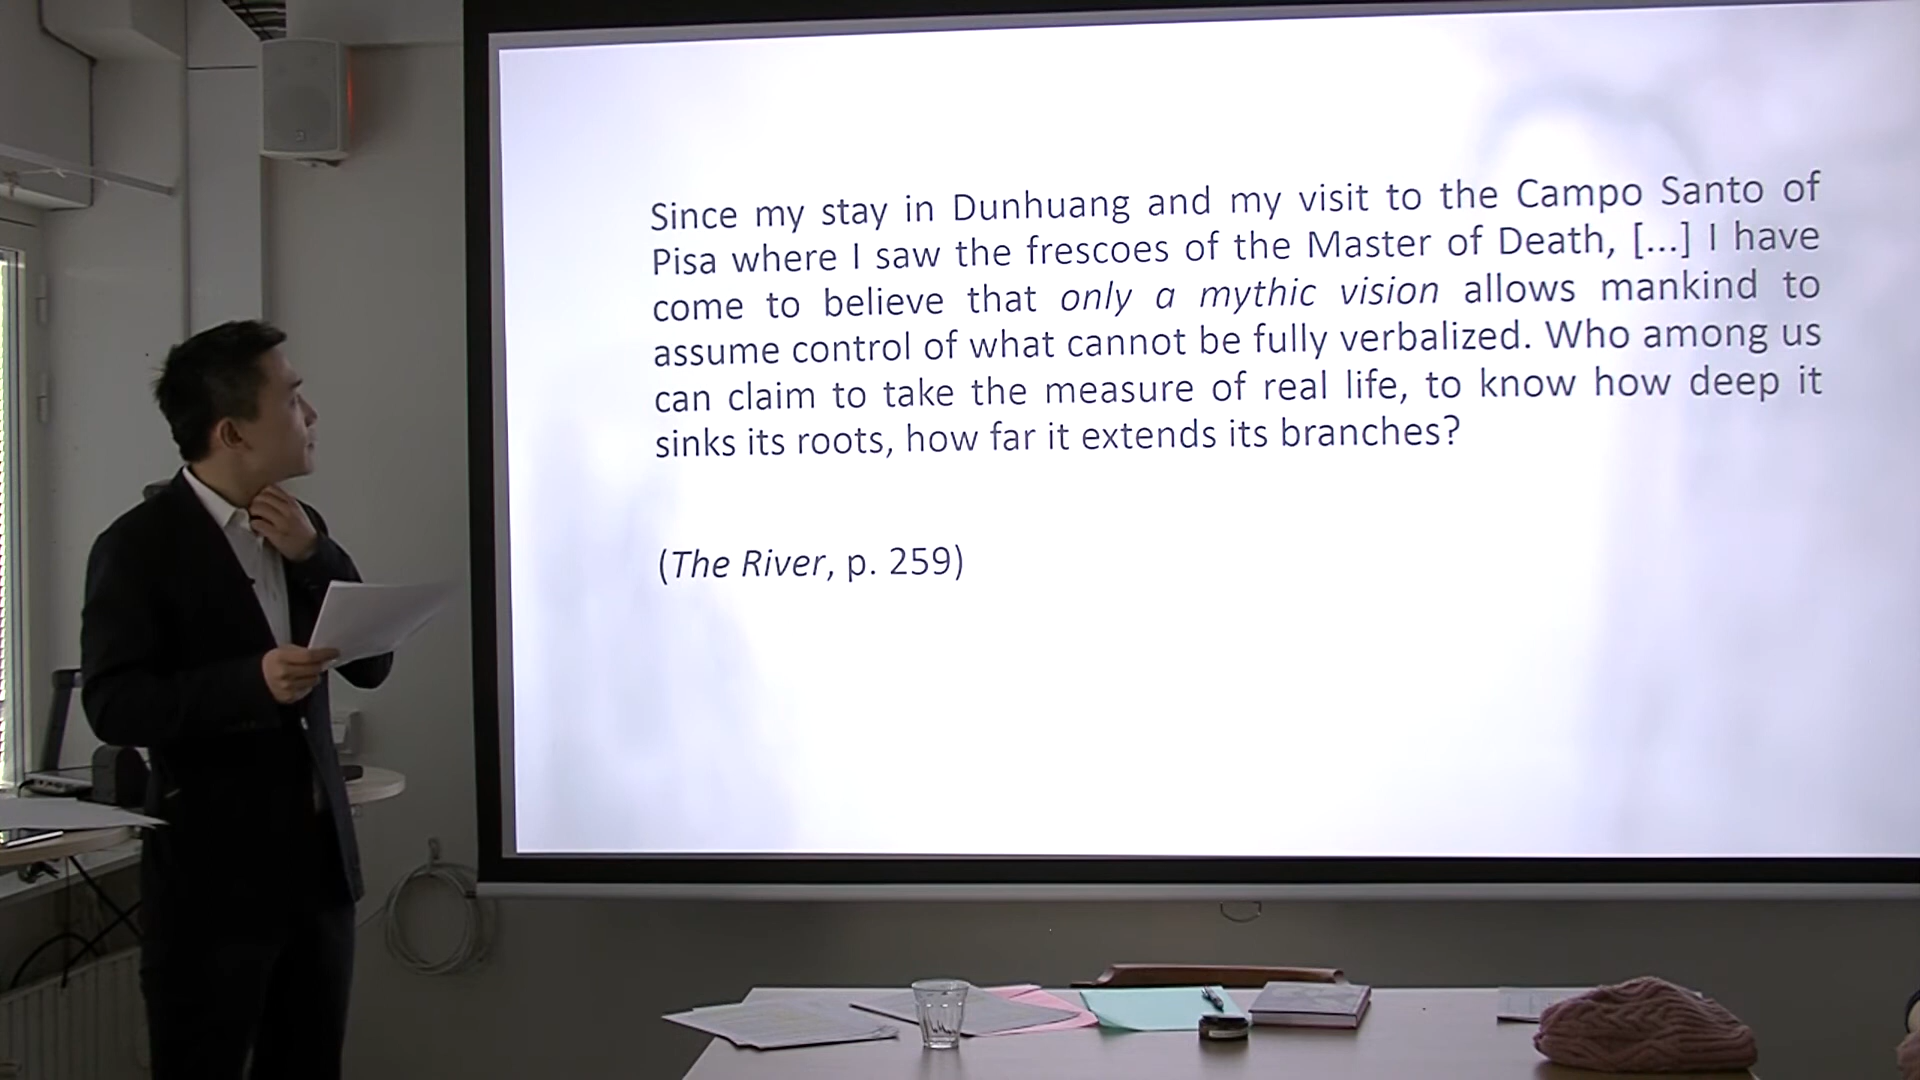 Since my stay in Dunhuang and my visit to the Campo Santo of
Pisa where I saw the frescoes of the Master of Death, [...] I have
come to believe that only a mythic vision allows mankind to
assume control of what cannot be fully verbalized. Who among us
can claim to take the measure of real life, to know how deep it
sinks its roots, how far it extends its branches?
(The River, p. 259)